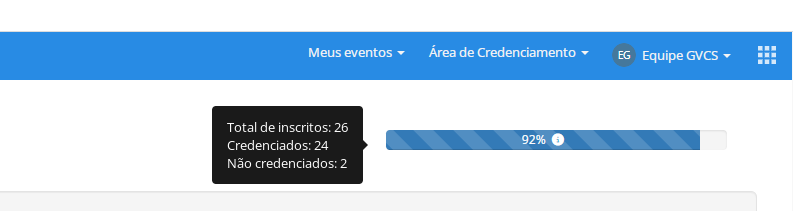 Meus eventos
Área de Credenciamento
EG
Equipe GVCS
Total de inscritos: 26
Credenciados: 24
Não credenciados: 2
92%